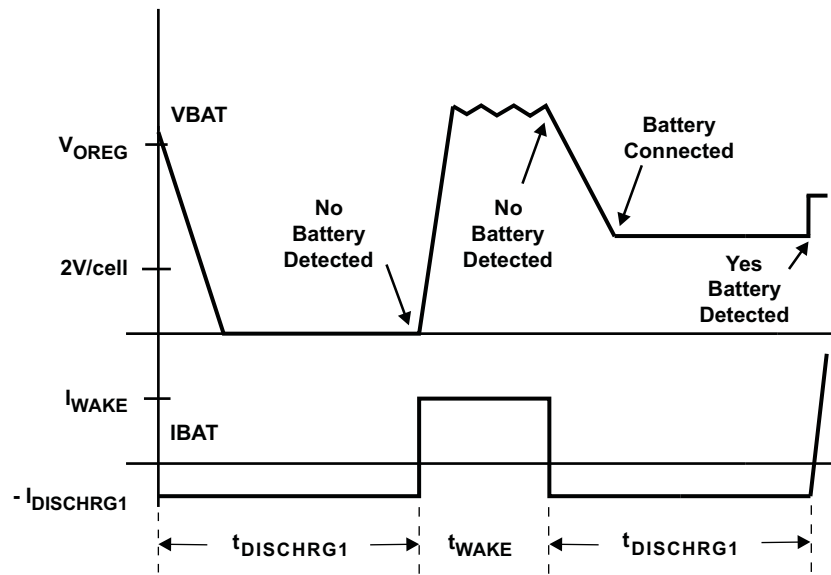 VBAT
VOREG
Battery
Connected
No
Battery
Detected
No
Battery
Detected
2V/cell
Yes
Battery
Detected
IWAKE
IBAT
- IDISCHRG1
tDISCHRG1
tWAKE
tDISCHRG1